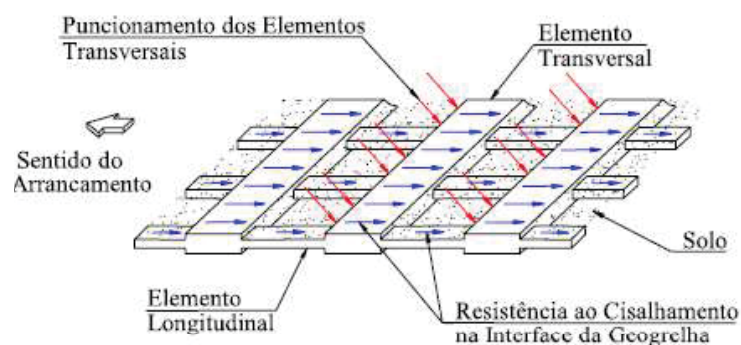 Puncionamento dos Elementos
Transversais
Elemento
Transversal
Sentido do
Arrancamento
Solo
Elemento
Longitudinal
Resistência ao Cisalhamento
na Interface da Geogrelha